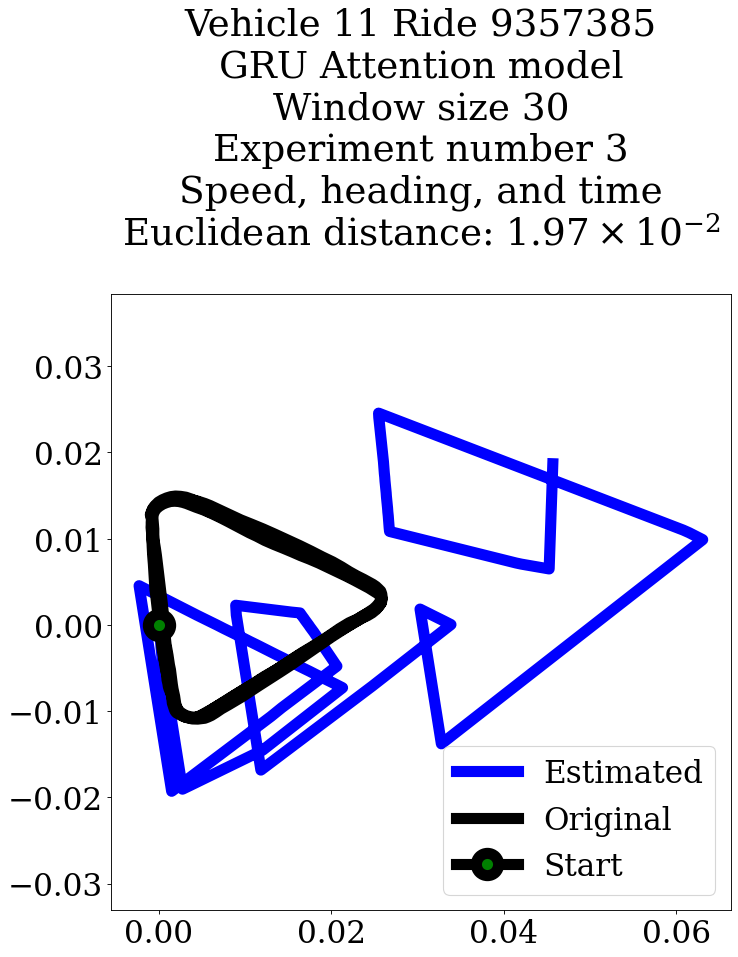 Vehicle 11 Ride 9357385
GRU Attention model
Window size 30
Experiment number 3
Speed, heading, and time
Euclidean distance: 1.97 × 10⁻²
0.03
0.02
0.01
0.00
−0.01
−0.02
−0.03
Estimated
Original
Start
0.00 0.02 0.04 0.06